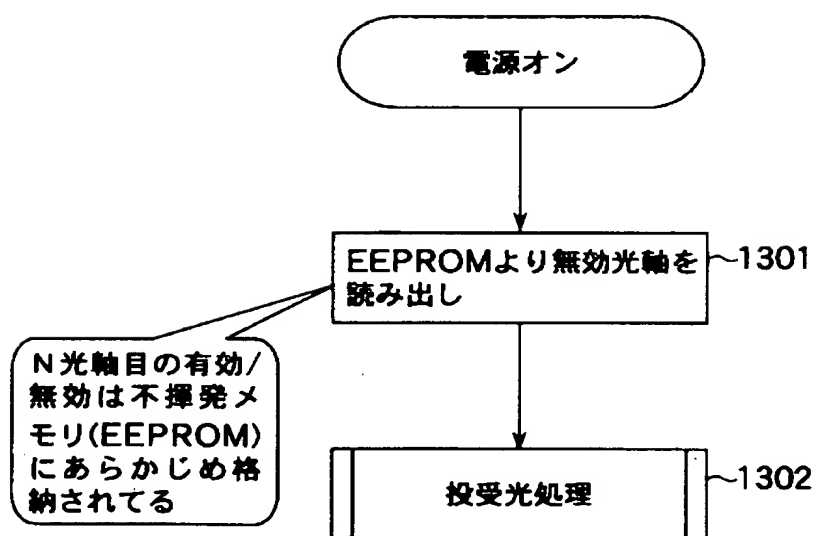 電源オン
EEPROMより無効光軸を
読み出し
1301
N光軸目の有効/
無効は不揮発メ
モリ(EEPROM)
にあらかじめ格
納されてる
投受光処理
1302